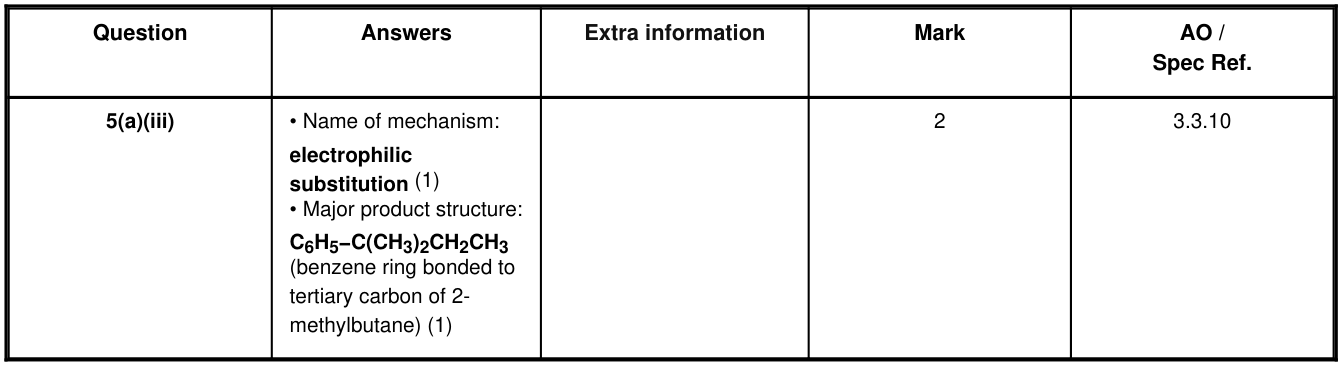 Question Answers Extra information Mark AO /
Spec Ref.
5(a)(iii) • Name of mechanism: 2 3.3.10
electrophilic
substitution (1)
• Major product structure:
C₆H₅–C(CH₃)₂CH₂CH₃
(benzene ring bonded to
tertiary carbon of 2-
methylbutane) (1)